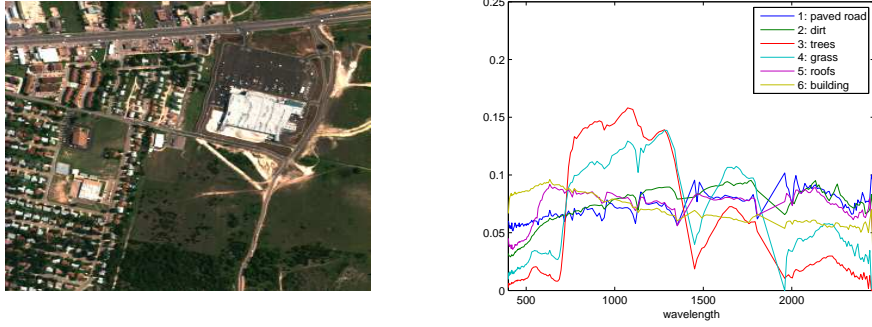 0.25
0.2
0.15
0.1
0.05
0
500 1000 1500 2000
wavelength
1: paved road
2: dirt
3: trees
4: grass
5: roofs
6: building